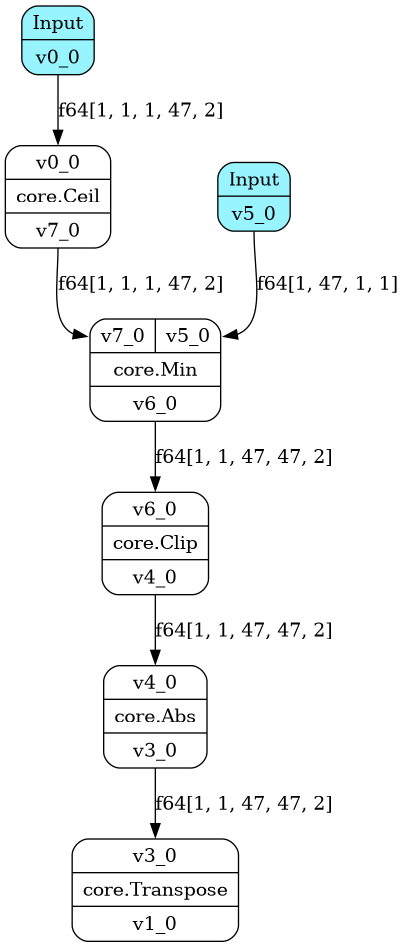 Input
v0_0
f64[1, 1, 1, 47, 2]
v0_0
core.Ceil
v7_0
Input
v5_0
f64[1, 1, 1, 47, 2]
f64[1, 47, 1, 1]
v7_0 v5_0
core.Min
v6_0
f64[1, 1, 47, 47, 2]
v6_0
core.Clip
v4_0
f64[1, 1, 47, 47, 2]
v4_0
core.Abs
v3_0
f64[1, 1, 47, 47, 2]
v3_0
core.Transpose
v1_0